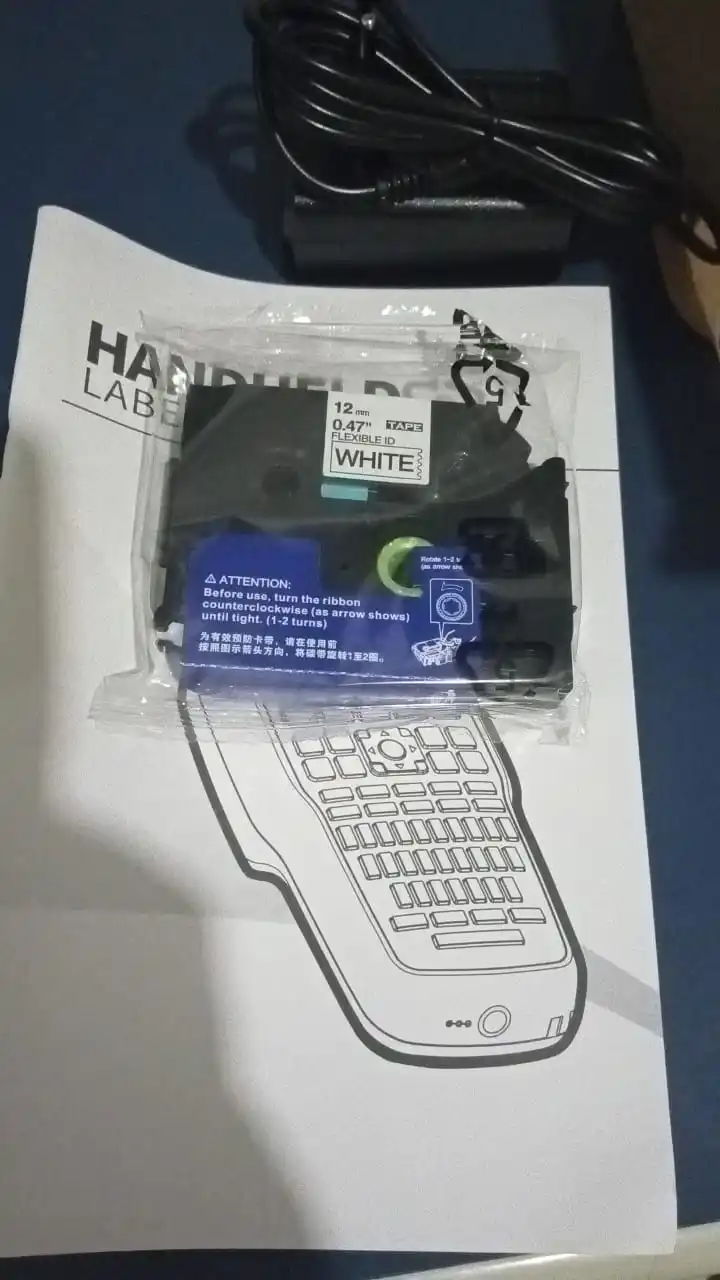 HANDHELD
LABE
5
12 mm
0.47" TAPE
FLEXIBLE ID
WHITE
Rotate 1-2 t
(as arrow sho
⚠ ATTENTION:
Before use, turn the ribbon
counterclockwise (as arrow shows)
until tight. (1-2 turns)
为有效预防卡带，请在使用前
按照图示箭头方向，将碳带旋转1至2圈。